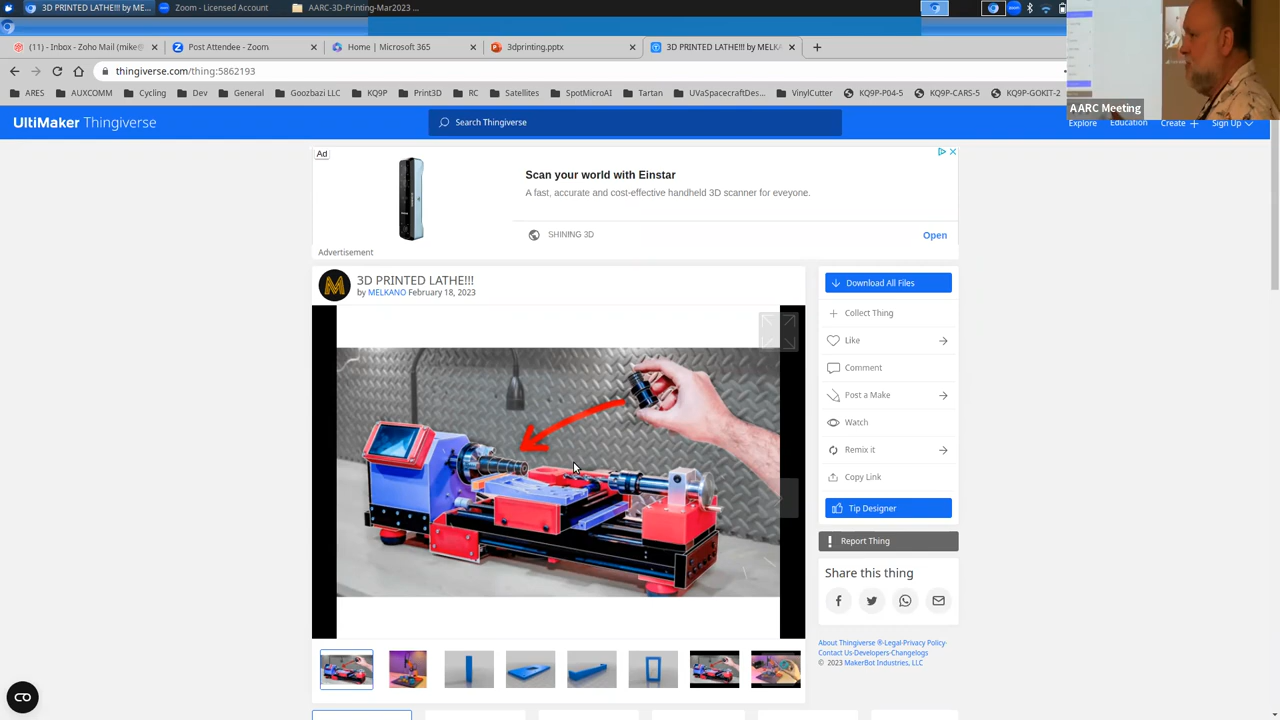 3D PRINTED LATHE!!! by ME...
Zoom - Licensed Account
AARC-3D-Printing-Mar2023 ...
(11) - Inbox - Zoho Mail (mike@
Post Attendee - Zoom
Home | Microsoft 365
3dprinting.pptx
3D PRINTED LATHE!!! by MELK
thingiverse.com/thing:5862193
ARES
AUXCOMM
Cycling
Dev
General
Goozbazi LLC
KQ9P
Print3D
RC
Satellites
SpotMicroAI
Tartan
UVaSpacecraftDes...
VinylCutter
KQ9P-P04-5
KQ9P-CARS-5
KQ9P-GOKIT-2
AARC Meeting
UltiMaker Thingiverse
Search Thingiverse
Explore
Education
Create
Sign Up
Ad
Scan your world with Einstar
A fast, accurate and cost-effective handheld 3D scanner for eveyone.
SHINING 3D
Open
Advertisement
3D PRINTED LATHE!!!
by MELKANO February 18, 2023
Download All Files
Collect Thing
Like
Comment
Post a Make
Watch
Remix it
Copy Link
Tip Designer
Report Thing
Share this thing
About Thingiverse ®·Legal·Privacy Policy·
Contact Us·Developers·Changelogs
© 2023 MakerBot Industries, LLC